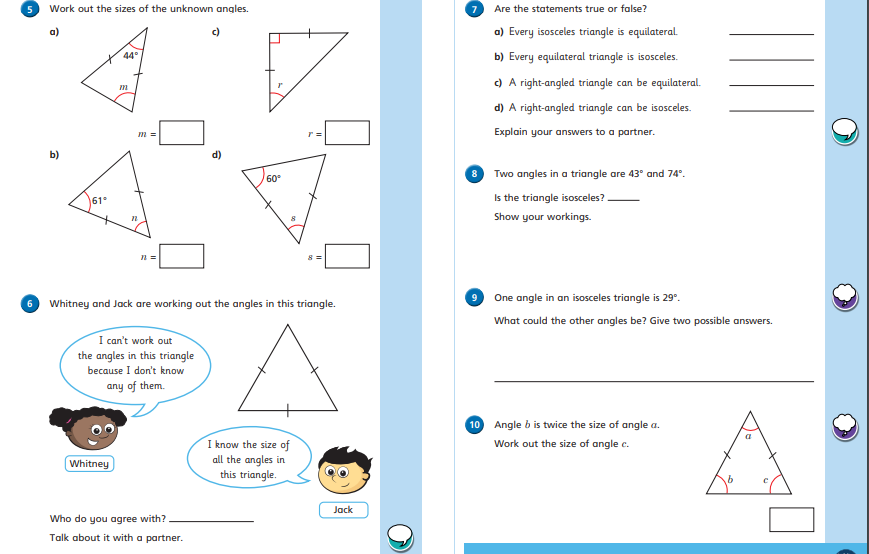 5 Work out the sizes of the unknown angles.
a)
44°
m
m =
c)
r
r =
b)
61°
n
n =
d)
60°
s
s =
6 Whitney and Jack are working out the angles in this triangle.
I can't work out
the angles in this triangle
because I don't know
any of them.
Whitney
I know the size of
all the angles in
this triangle.
Jack
Who do you agree with?
Talk about it with a partner.
7 Are the statements true or false?
a) Every isosceles triangle is equilateral.
b) Every equilateral triangle is isosceles.
c) A right-angled triangle can be equilateral.
d) A right-angled triangle can be isosceles.
Explain your answers to a partner.
8 Two angles in a triangle are 43° and 74°.
Is the triangle isosceles?
Show your workings.
9 One angle in an isosceles triangle is 29°.
What could the other angles be? Give two possible answers.
10 Angle b is twice the size of angle a.
Work out the size of angle c.
a
b c